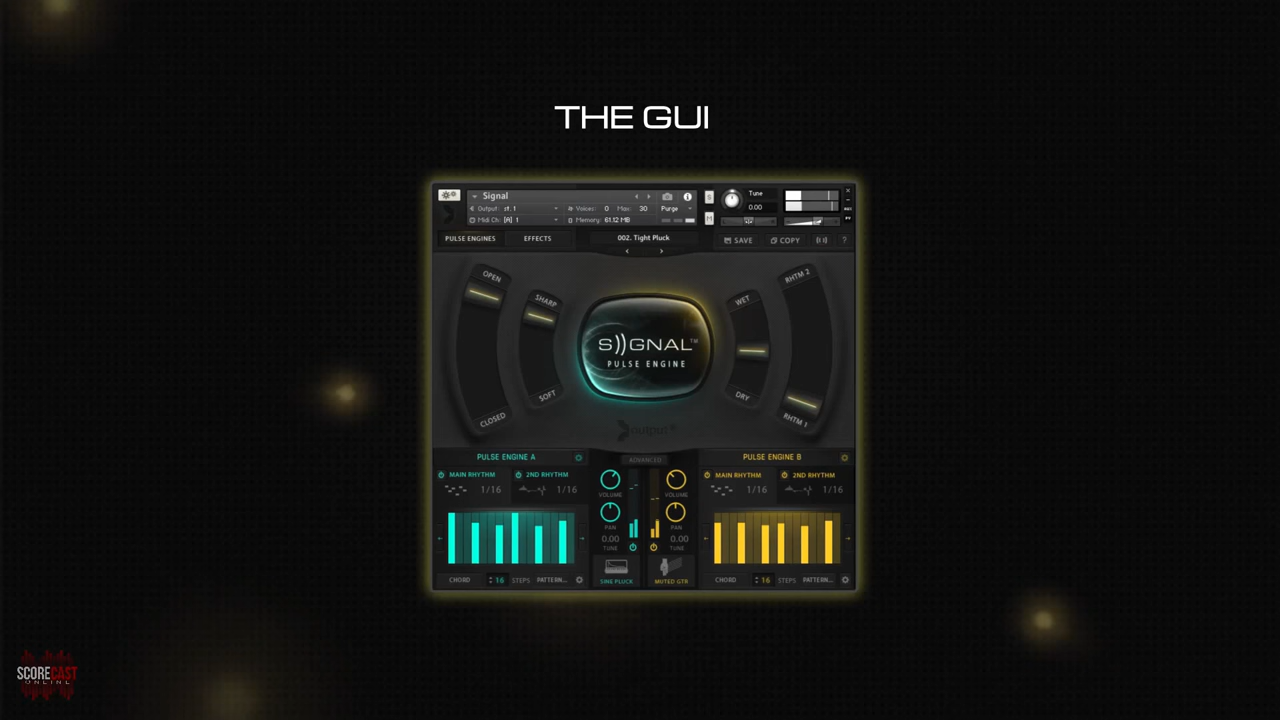 THE GUI
Signal
Output: st. 1 Voices: 0 Max: 30 Purge
Midi Ch: [A] 1 Memory: 61.12 MB
Tune
0.00
S
M
PULSE ENGINES EFFECTS 002. Tight Pluck SAVE COPY ?
OPEN SHARP WET RHTM 2
S))GNAL™
PULSE ENGINE
CLOSED SOFT DRY RHTM 1
output
PULSE ENGINE A ADVANCED PULSE ENGINE B
MAIN RHYTHM 2ND RHYTHM
1/16 1/16
VOLUME VOLUME
MAIN RHYTHM 2ND RHYTHM
1/16 1/16
PAN PAN
0.00 0.00
TUNE TUNE
CHORD 16 STEPS PATTERN...
SINE PLUCK MUTED GTR
CHORD 16 STEPS PATTERN...
SCORECAST
ONLINE